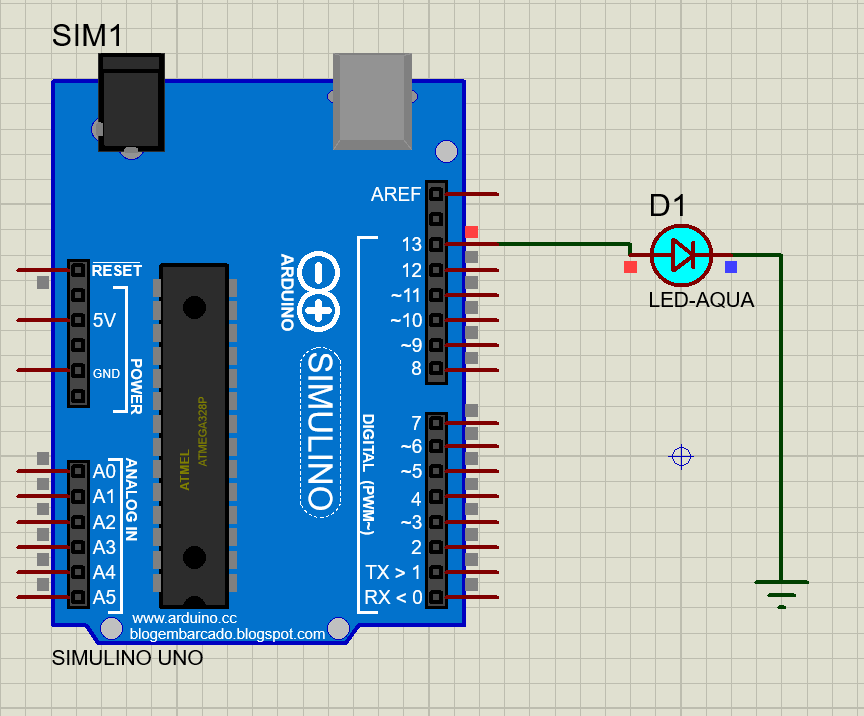 SIM1
AREF
13
12
~11
~10
~9
8
7
~6
~5
4
~3
2
TX > 1
RX < 0
DIGITAL (PWM~)
RESET
5V
GND
POWER
A0
A1
A2
A3
A4
A5
ANALOG IN
ATMEL
ATMEGA328P
ARDUINO
SIMULINO
www.arduino.cc
blogembarcado.blogspot.com
SIMULINO UNO
D1
LED-AQUA